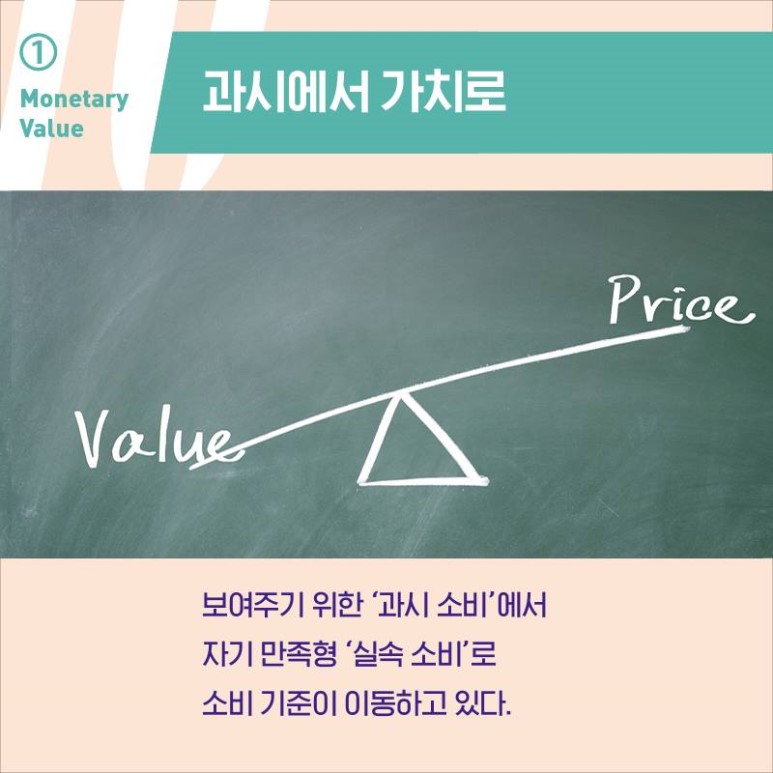 ①
Monetary
Value
과시에서 가치로
Price
Value
보여주기 위한 ‘과시 소비’에서
자기 만족형 ‘실속 소비’로
소비 기준이 이동하고 있다.